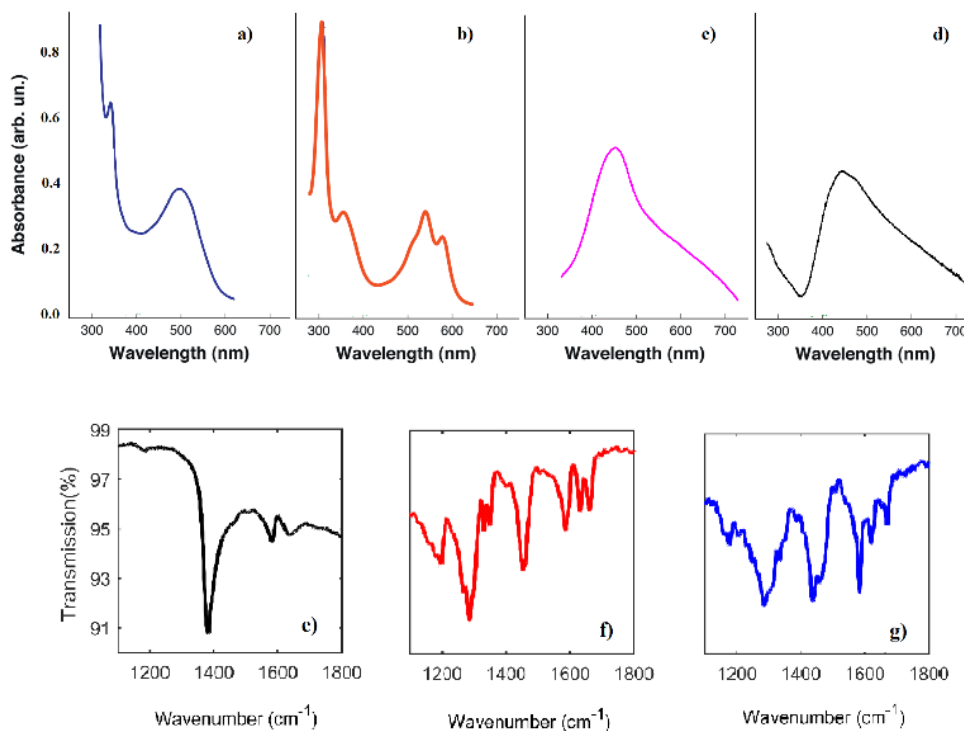 a)
b)
c)
d)
0.8
0.6
0.4
0.2
0.0
Absorbance (arb. un.)
300 400 500 600 700
300 400 500 600 700
300 400 500 600 700
300 400 500 600 700
Wavelength (nm)
Wavelength (nm)
Wavelength (nm)
Wavelength (nm)
99
97
95
93
91
Transmission(%)
e)
f)
g)
1200 1400 1600 1800
1200 1400 1600 1800
1200 1400 1600 1800
Wavenumber (cm⁻¹)
Wavenumber (cm⁻¹)
Wavenumber (cm⁻¹)